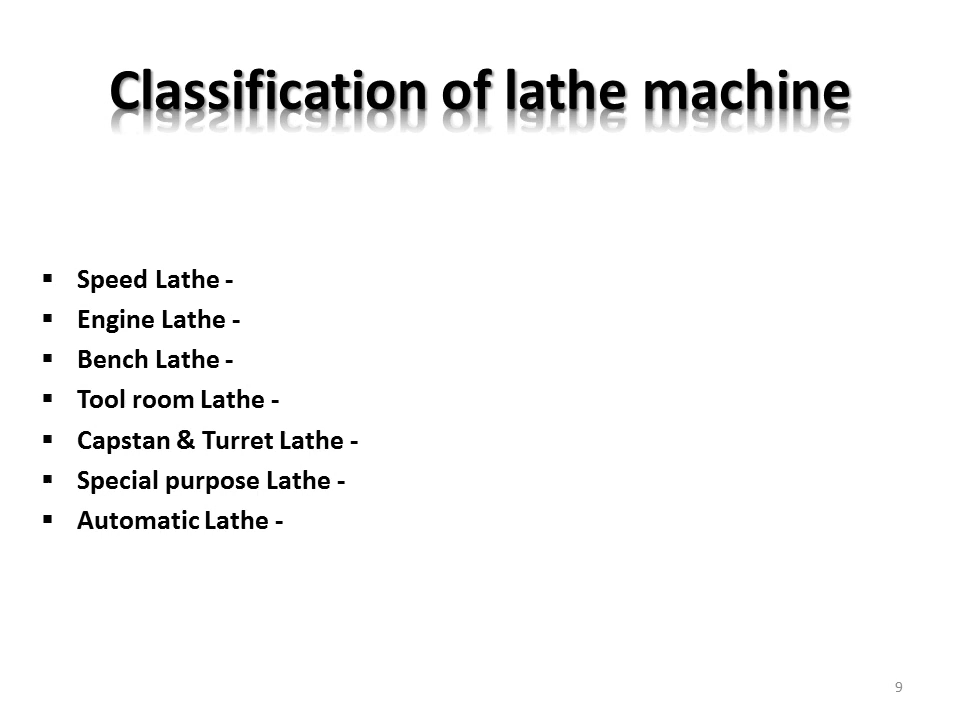 Classification of lathe machine
▪ Speed Lathe -
▪ Engine Lathe -
▪ Bench Lathe -
▪ Tool room Lathe -
▪ Capstan & Turret Lathe -
▪ Special purpose Lathe -
▪ Automatic Lathe -
9